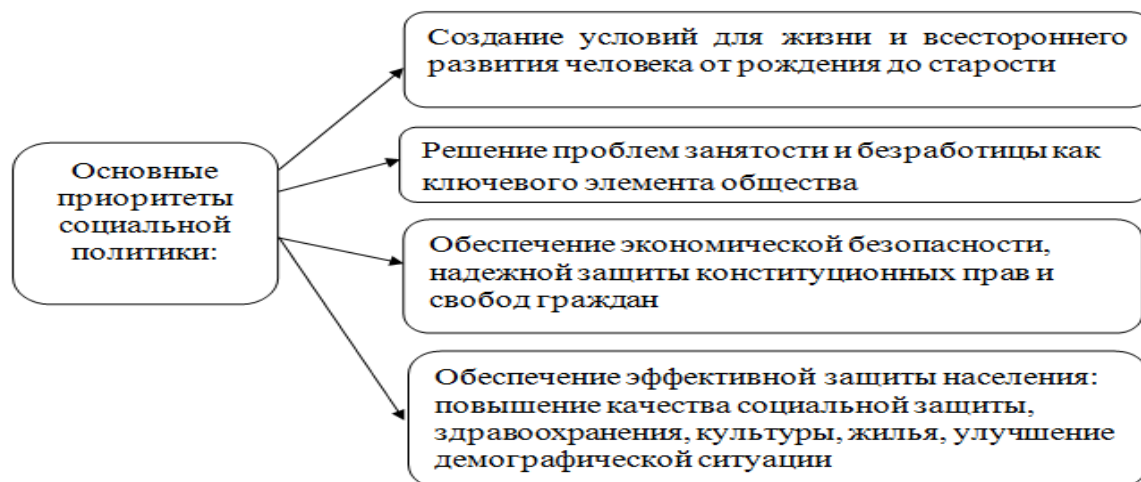 Основные
приоритеты
социальной
политики:
Создание условий для жизни и всестороннего
развития человека от рождения до старости
Решение проблем занятости и безработицы как
ключевого элемента общества
Обеспечение экономической безопасности,
надежной защиты конституционных прав и
свобод граждан
Обеспечение эффективной защиты населения:
повышение качества социальной защиты,
здравоохранения, культуры, жилья, улучшение
демографической ситуации